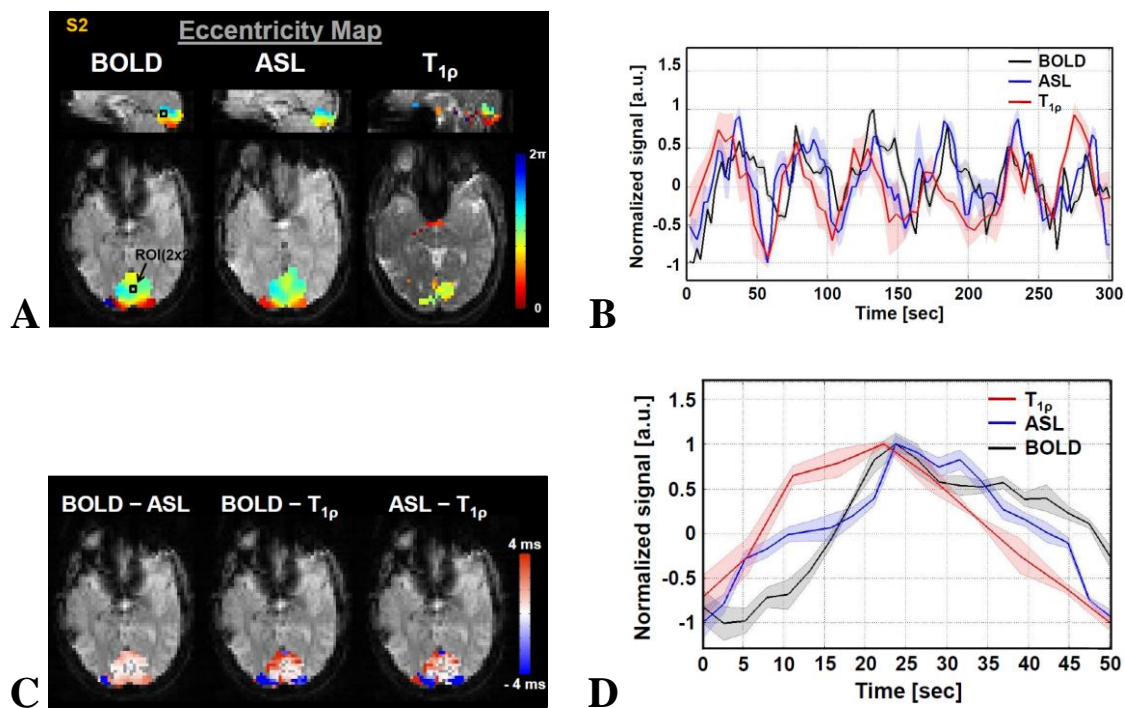 S2
Eccentricity Map
BOLD ASL T1ρ
2π
ROI(2x2)
0
A
1.5
1
0.5
0
-0.5
-1
Normalized signal [a.u.]
BOLD
ASL
T1ρ
0 50 100 150 200 250 300
Time [sec]
B
BOLD – ASL BOLD – T1ρ ASL – T1ρ
4 ms
- 4 ms
C
1.5
1
0.5
0
-0.5
-1
Normalized signal [a.u.]
T1ρ
ASL
BOLD
0 5 10 15 20 25 30 35 40 45 50
Time [sec]
D